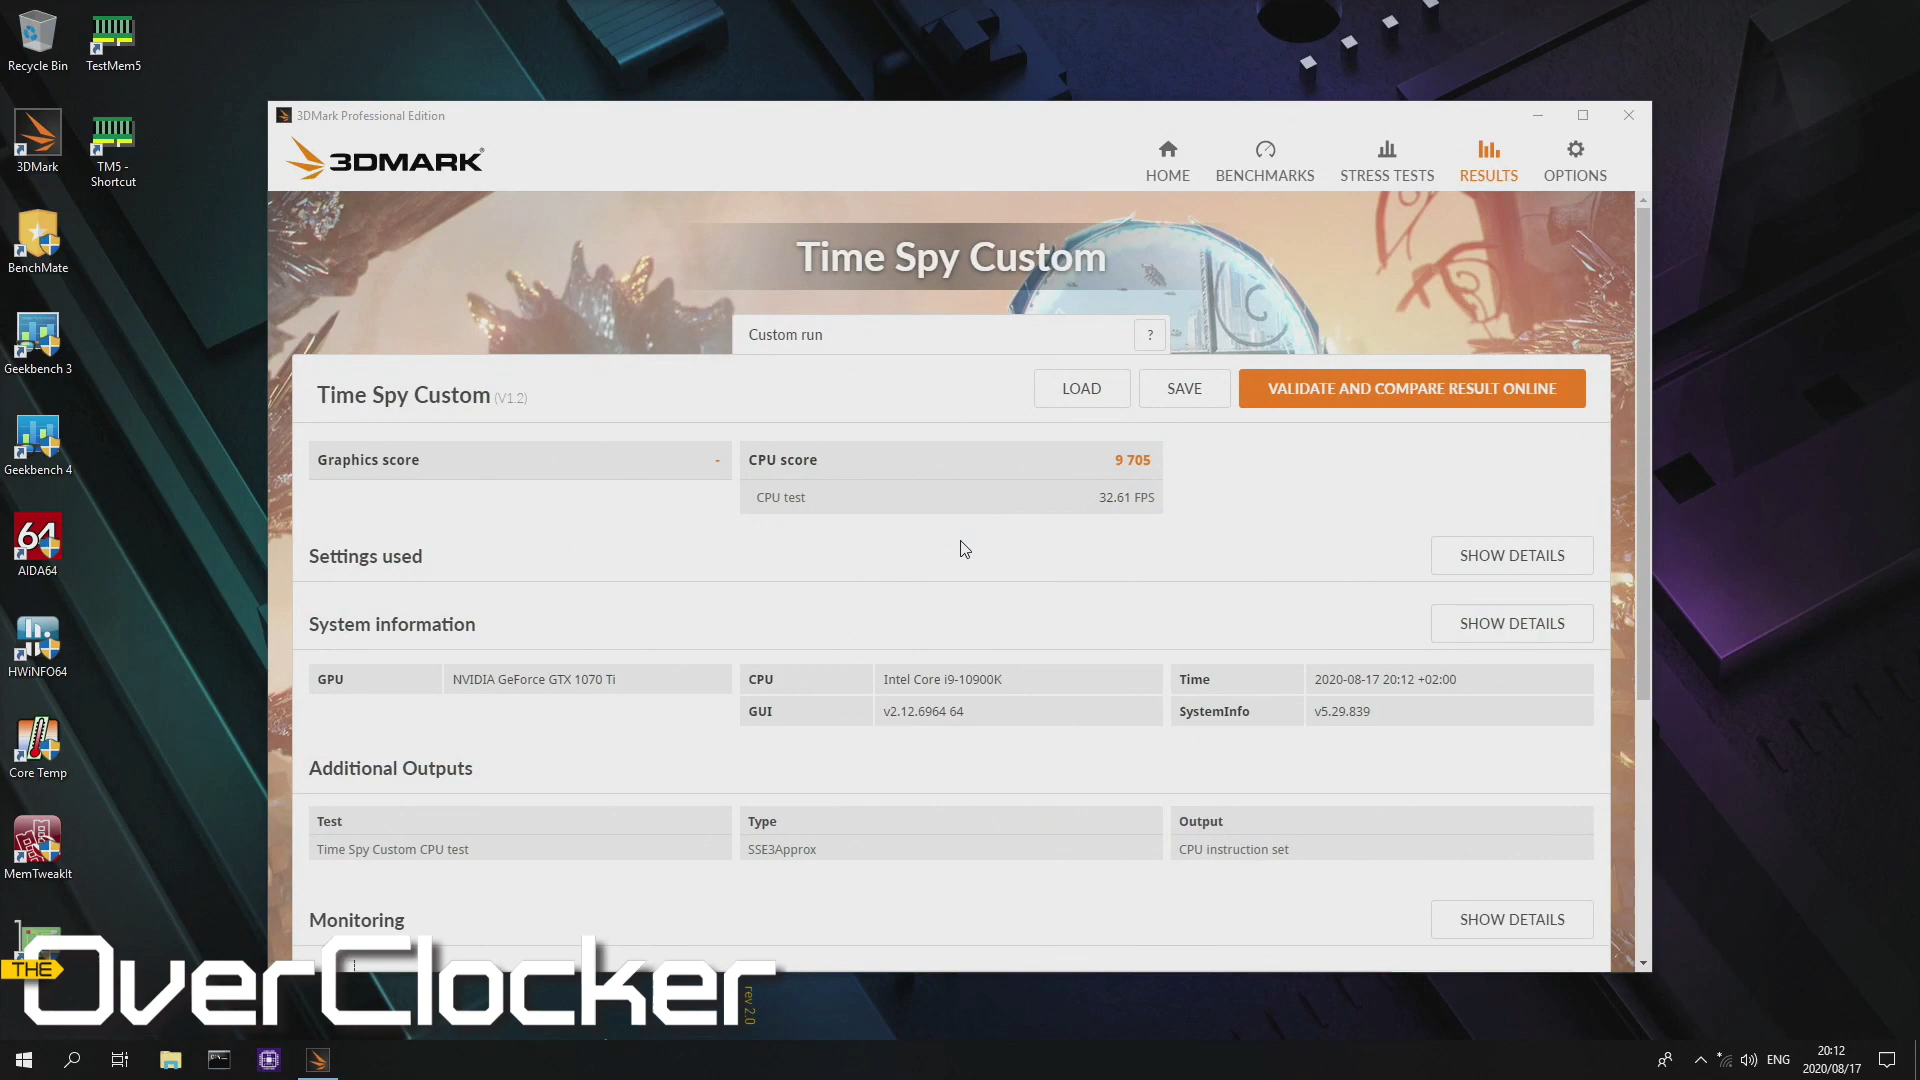 Recycle Bin
TestMem5
3DMark
TM5 -
Shortcut
BenchMate
Geekbench 3
Geekbench 4
64
AIDA64
HWiNFO64
Core Temp
MemTweakIt
3DMark Professional Edition
3DMARK
HOME
BENCHMARKS
STRESS TESTS
RESULTS
OPTIONS
Time Spy Custom
Custom run
?
Time Spy Custom (V1.2)
LOAD
SAVE
VALIDATE AND COMPARE RESULT ONLINE
Graphics score -
CPU score 9 705
CPU test 32.61 FPS
Settings used
SHOW DETAILS
System information
SHOW DETAILS
GPU NVIDIA GeForce GTX 1070 Ti
CPU Intel Core i9-10900K
Time 2020-08-17 20:12 +02:00
GUI v2.12.6964 64
SystemInfo v5.29.839
Additional Outputs
Test Type Output
Time Spy Custom CPU test SSE3Approx CPU instruction set
Monitoring
SHOW DETAILS
THE
OverClocker
rev 2.0
ENG
20:12
2020/08/17